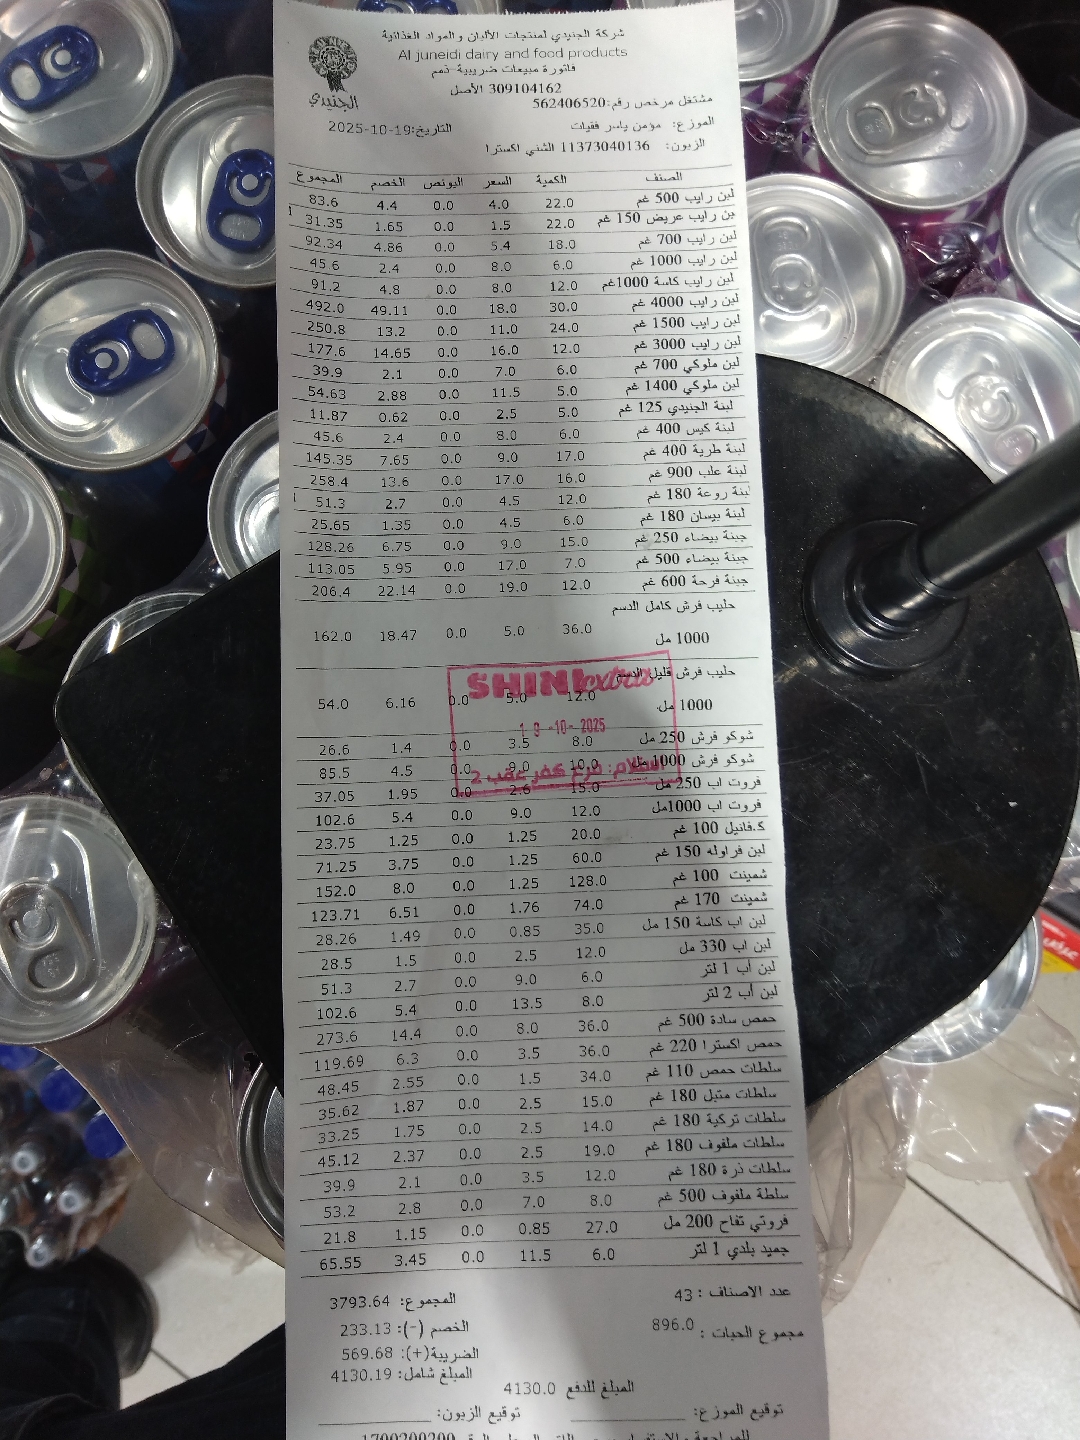 شركة الجنيدي لمنتجات الألبان والمواد الغذائية
Al juneidi dairy and food products
فاتورة مبيعات ضريبية-ذمم
309104162 الأصل
مشتغل مرخص رقم:562406520
الجنيدي
الموزع: مؤمن ياسر فقيات التاريخ:19-10-2025
الزبون: 11373040136 الشني اكسترا
الصنف الكمية السعر البونص الخصم المجموع
لبن رايب 500 غم 22.0 4.0 0.0 4.4 83.6
بن رايب عريض 150 غم 22.0 1.5 0.0 1.65 31.35
لبن رايب 700 غم 18.0 5.4 0.0 4.86 92.34
لبن رايب 1000 غم 6.0 8.0 0.0 2.4 45.6
لبن رايب كاسة 1000غم 12.0 8.0 0.0 4.8 91.2
لبن رايب 4000 غم 30.0 18.0 0.0 49.11 492.0
لبن رايب 1500 غم 24.0 11.0 0.0 13.2 250.8
لبن رايب 3000 غم 12.0 16.0 0.0 14.65 177.6
لبن ملوكي 700 غم 6.0 7.0 0.0 2.1 39.9
لبن ملوكي 1400 غم 5.0 11.5 0.0 2.88 54.63
لبنة الجنيدي 125 غم 5.0 2.5 0.0 0.62 11.87
لبنة كيس 400 غم 6.0 8.0 0.0 2.4 45.6
لبنة طرية 400 غم 17.0 9.0 0.0 7.65 145.35
لبنة علب 900 غم 16.0 17.0 0.0 13.6 258.4
بنة روعة 180 غم 12.0 4.5 0.0 2.7 51.3
لبنة بيسان 180 غم 6.0 4.5 0.0 1.35 25.65
جبنة بيضاء 250 غم 15.0 9.0 0.0 6.75 128.26
جبنة بيضاء 500 غم 7.0 17.0 0.0 5.95 113.05
جبنة فرحة 600 غم 12.0 19.0 0.0 22.14 206.4
حليب فرش كامل الدسم
1000 مل 36.0 5.0 0.0 18.47 162.0
حليب فرش قليل الدسم
1000 مل 12.0 5.0 0.0 6.16 54.0
SHINI extra
19-10-2025
استلام: فرع كفر عقب 2
شوكو فرش 250 مل 8.0 3.5 0.0 1.4 26.6
شوكو فرش 1000 مل 10.0 9.0 0.0 4.5 85.5
فروت اب 250 مل 15.0 2.6 0.0 1.95 37.05
فروت اب 1000مل 12.0 9.0 0.0 5.4 102.6
ك.فانيل 100 غم 20.0 1.25 0.0 1.25 23.75
لبن فراوله 150 غم 60.0 1.25 0.0 3.75 71.25
شمينت 100 غم 128.0 1.25 0.0 8.0 152.0
شمينت 170 غم 74.0 1.76 0.0 6.51 123.71
لبن اب كاسة 150 مل 35.0 0.85 0.0 1.49 28.26
لبن اب 330 مل 12.0 2.5 0.0 1.5 28.5
لبن أب 1 لتر 6.0 9.0 0.0 2.7 51.3
لبن أب 2 لتر 8.0 13.5 0.0 5.4 102.6
حمص سادة 500 غم 36.0 8.0 0.0 14.4 273.6
حمص اكسترا 220 غم 36.0 3.5 0.0 6.3 119.69
سلطات حمص 110 غم 34.0 1.5 0.0 2.55 48.45
سلطات متبل 180 غم 15.0 2.5 0.0 1.87 35.62
سلطات تركية 180 غم 14.0 2.5 0.0 1.75 33.25
سلطات ملفوف 180 غم 19.0 2.5 0.0 2.37 45.12
سلطات ذرة 180 غم 12.0 3.5 0.0 2.1 39.9
سلطة ملفوف 500 غم 8.0 7.0 0.0 2.8 53.2
فروتي تفاح 200 مل 27.0 0.85 0.0 1.15 21.8
جميد بلدي 1 لتر 6.0 11.5 0.0 3.45 65.55
عدد الاصناف : 43 المجموع: 3793.64
مجموع الحبات : 896.0 الخصم (-): 233.13
الضريبة(+): 569.68
المبلغ شامل: 4130.19
المبلغ للدفع 4130.0
توقيع الموزع: توقيع الزبون:
1700200200